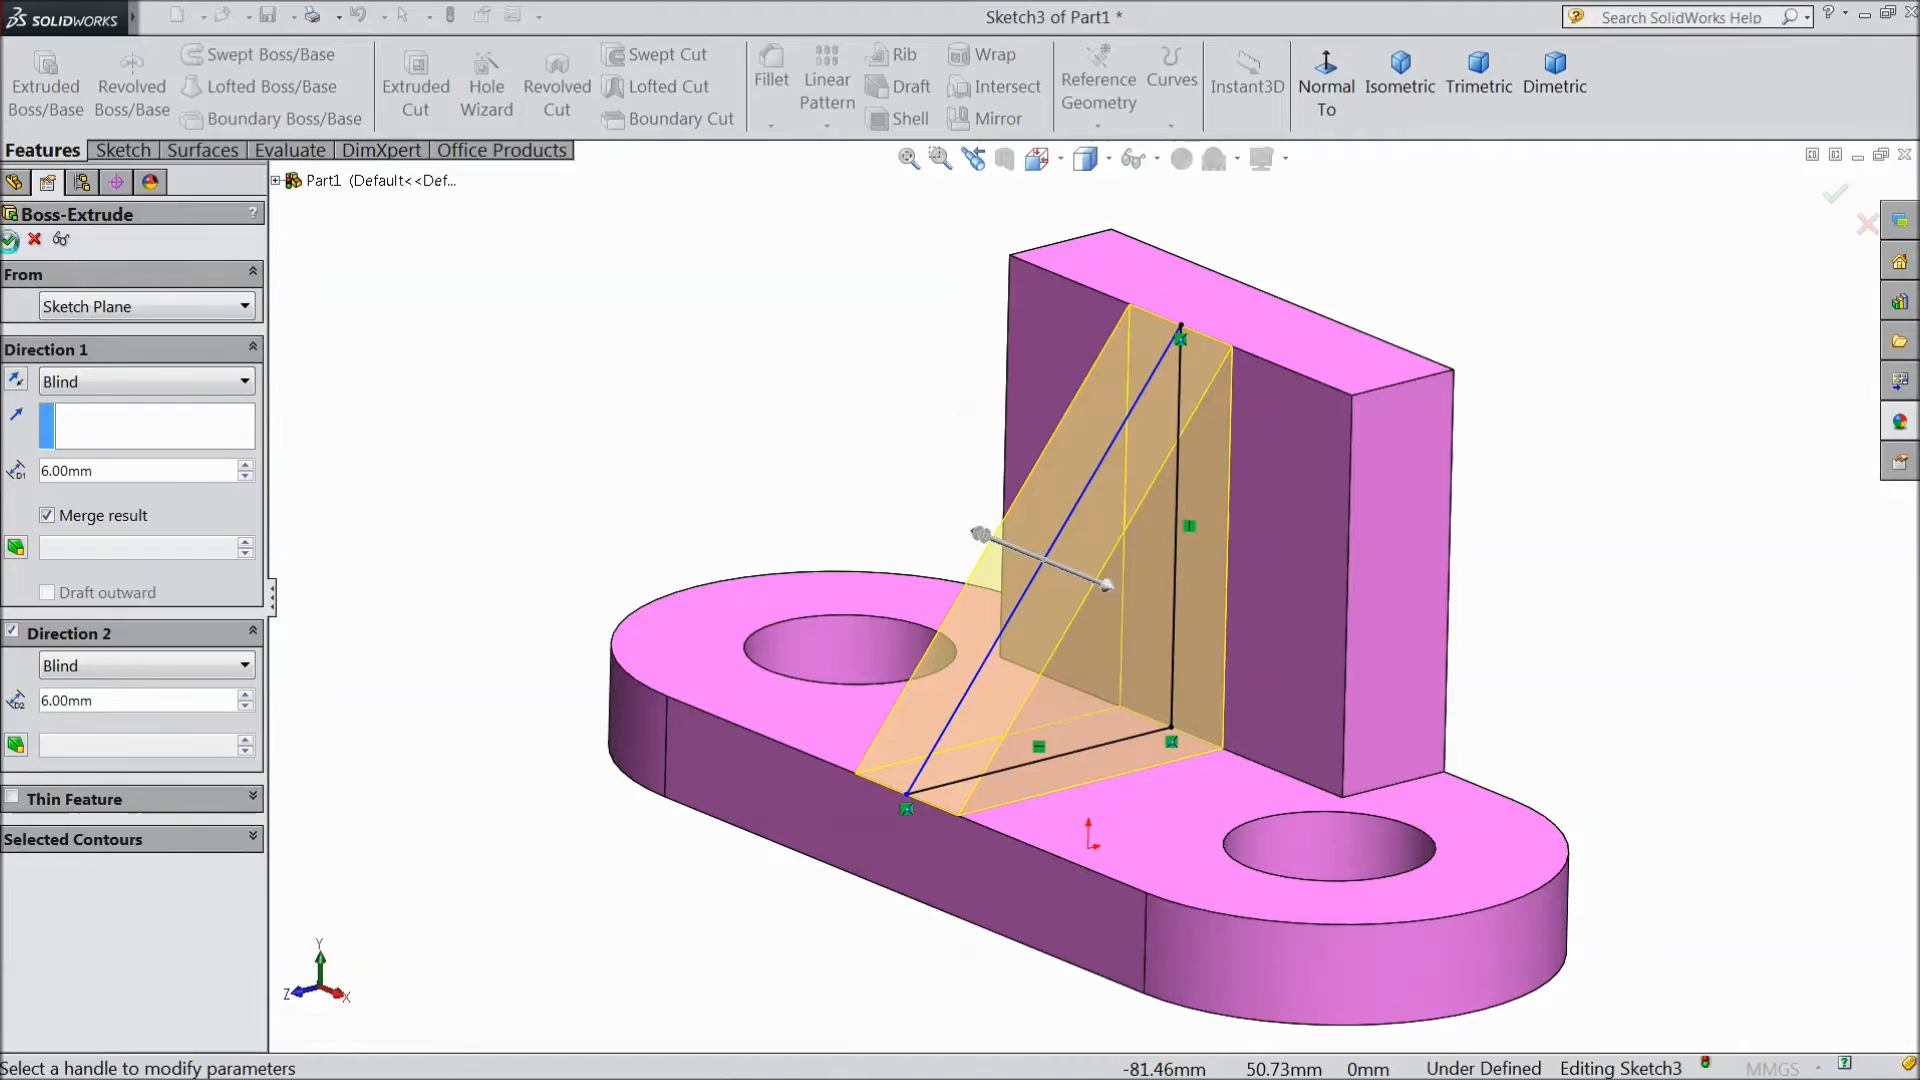 SOLIDWORKS
Sketch3 of Part1 *
Search SolidWorks Help
Extruded Boss/Base
Revolved Boss/Base
Swept Boss/Base
Lofted Boss/Base
Boundary Boss/Base
Extruded Cut
Hole Wizard
Revolved Cut
Swept Cut
Lofted Cut
Boundary Cut
Fillet
Linear Pattern
Rib
Draft
Shell
Wrap
Intersect
Mirror
Reference Geometry
Curves
Instant3D
Normal To
Isometric
Trimetric
Dimetric
Features
Sketch
Surfaces
Evaluate
DimXpert
Office Products
Part1 (Default<<Def...
Boss-Extrude
?
From
Sketch Plane
Direction 1
Blind
D1
6.00mm
Merge result
Draft outward
Direction 2
Blind
D2
6.00mm
Thin Feature
Selected Contours
Y
Z
X
Select a handle to modify parameters
-81.46mm
50.73mm
0mm
Under Defined
Editing Sketch3
MMGS